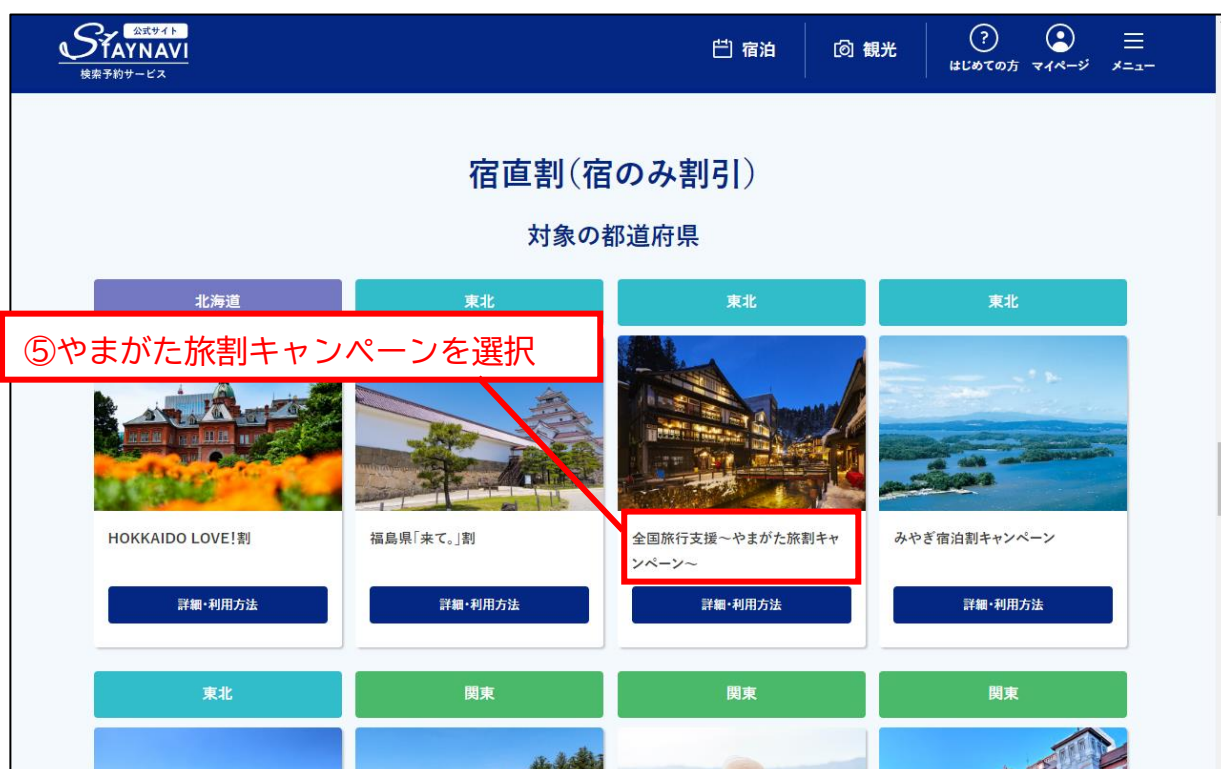 公式サイト
STAYNAVI
検索予約サービス
宿泊
観光
?
はじめての方
マイページ
メニュー
宿直割(宿のみ割引)
対象の都道府県
北海道
東北
東北
東北
⑤やまがた旅割キャンペーンを選択
HOKKAIDO LOVE!割
福島県「来て。」割
全国旅行支援～やまがた旅割キャ
ンペーン～
みやぎ宿泊割キャンペーン
詳細・利用方法
詳細・利用方法
詳細・利用方法
詳細・利用方法
東北
関東
関東
関東